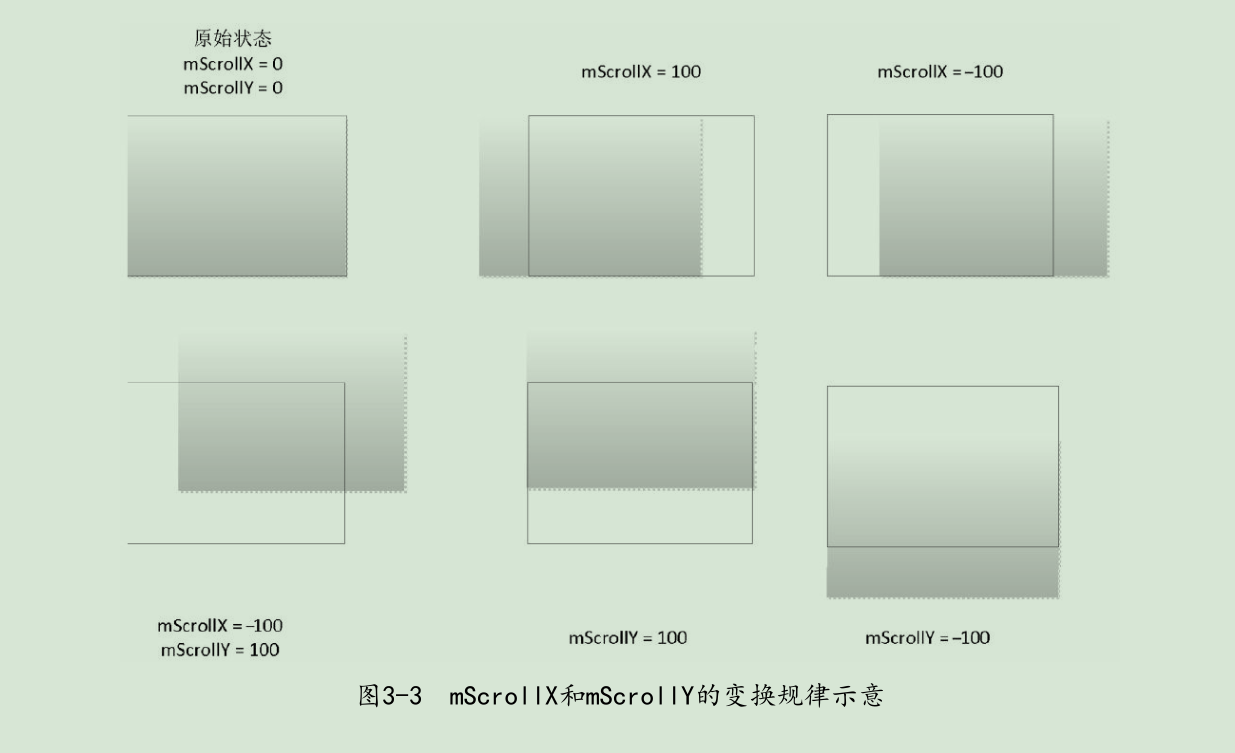 原始状态
mScrollX = 0
mScrollY = 0
mScrollX = 100
mScrollX = –100
mScrollX = –100
mScrollY = 100
mScrollY = 100
mScrollY = –100
图3-3 mScrollX和mScrollY的变换规律示意